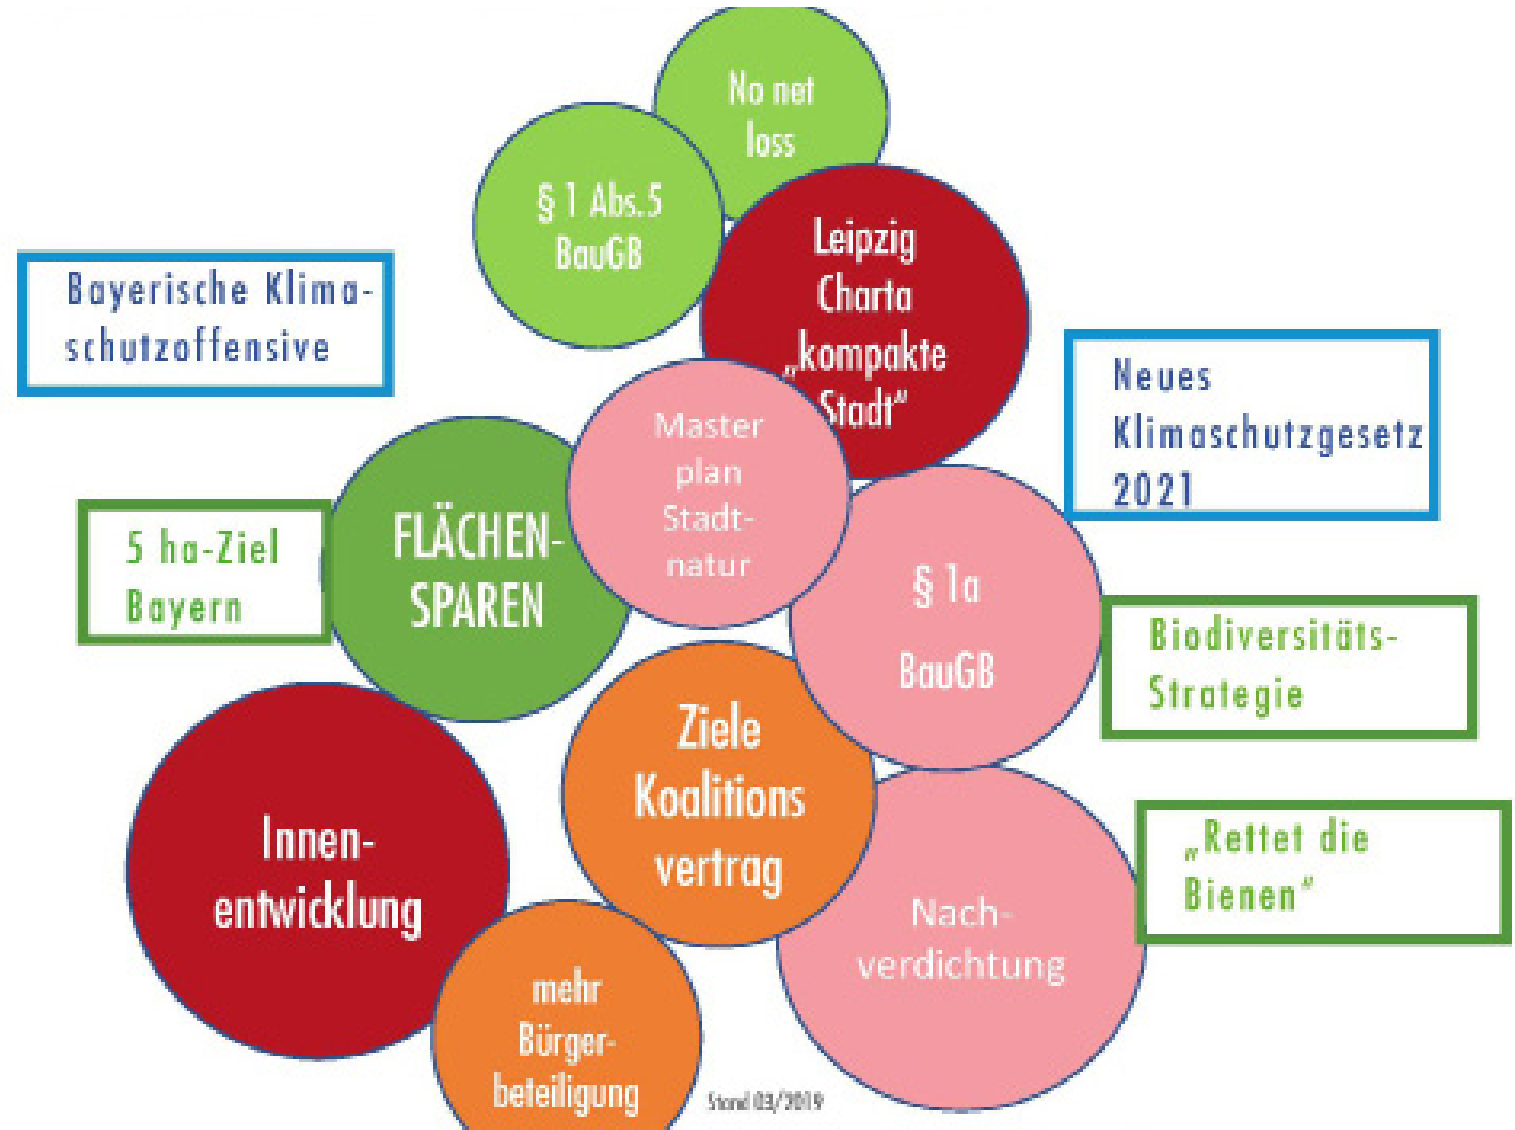 No net
loss
§ 1 Abs.5
BauGB
Leipzig
Charta
„kompakte
Stadt“
Bayerische Klima-
schutzoffensive
Neues
Klimaschutzgesetz
2021
Master
plan
Stadt-
natur
FLÄCHEN-
SPAREN
5 ha-Ziel
Bayern
§ 1a
BauGB
Biodiversitäts-
Strategie
Ziele
Koalitions
vertrag
Innen-
entwicklung
„Rettet die
Bienen“
Nach-
verdichtung
mehr
Bürger-
beteiligung
Stand 03/2019